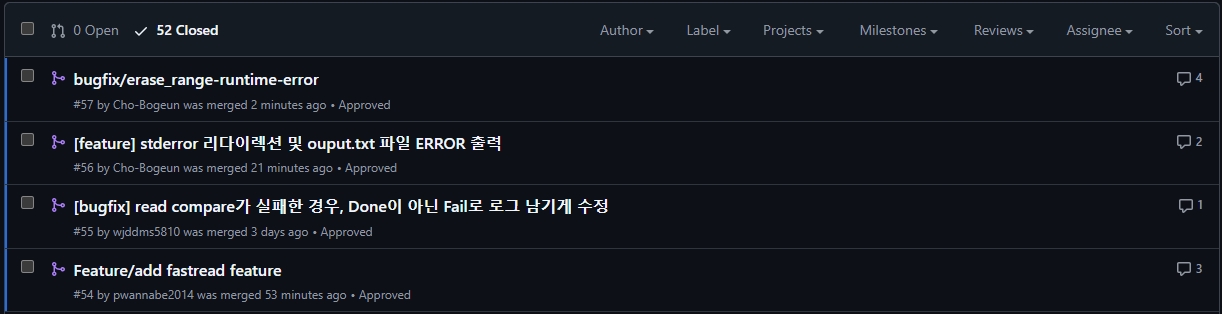 0 Open 52 Closed Author Label Projects Milestones Reviews Assignee Sort
bugfix/erase_range-runtime-error 4
#57 by Cho-Bogeun was merged 2 minutes ago • Approved
[feature] stderror 리다이렉션 및 ouput.txt 파일 ERROR 출력 2
#56 by Cho-Bogeun was merged 21 minutes ago • Approved
[bugfix] read compare가 실패한 경우, Done이 아닌 Fail로 로그 남기게 수정 1
#55 by wjddms5810 was merged 3 days ago • Approved
Feature/add fastread feature 3
#54 by pwannabe2014 was merged 53 minutes ago • Approved